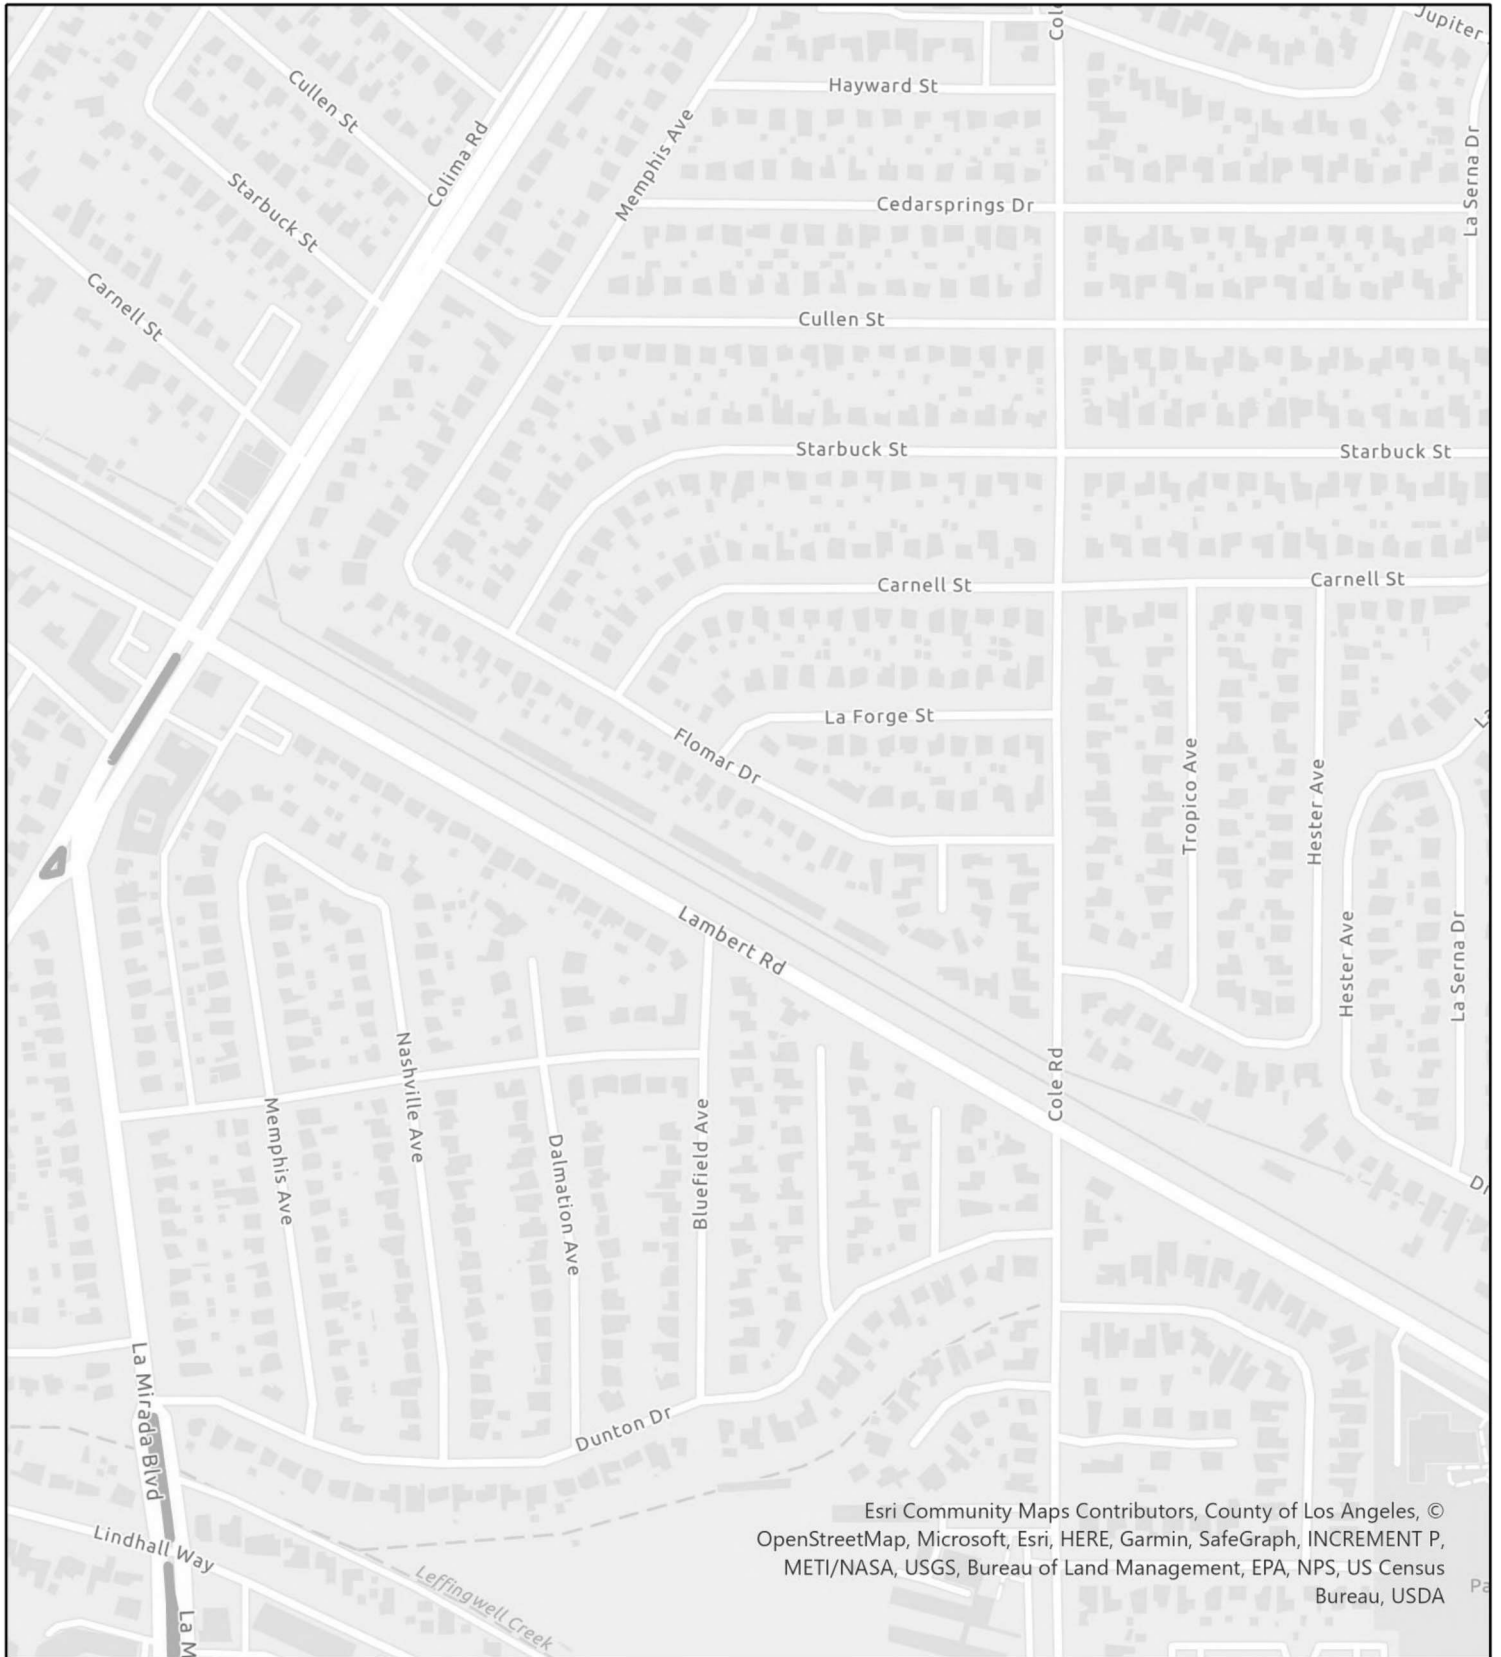 Jupiter
Hayward St
Cullen St
Colima Rd
Memphis Ave
La Serna Dr
Starbuck St
Cedarsprings Dr
Carnell St
Cullen St
Starbuck St
Starbuck St
Carnell St
Carnell St
La Forge St
Flomar Dr
Tropico Ave
Hester Ave
Lambert Rd
Hester Ave
La Serna Dr
Nashville Ave
Cole Rd
Memphis Ave
Bluefield Ave
Dalmation Ave
La Mirada Blvd
Dunton Dr
Lindhall Way
Leffingwell Creek
La M
Esri Community Maps Contributors, County of Los Angeles, ©
OpenStreetMap, Microsoft, Esri, HERE, Garmin, SafeGraph, INCREMENT P,
METI/NASA, USGS, Bureau of Land Management, EPA, NPS, US Census
Bureau, USDA